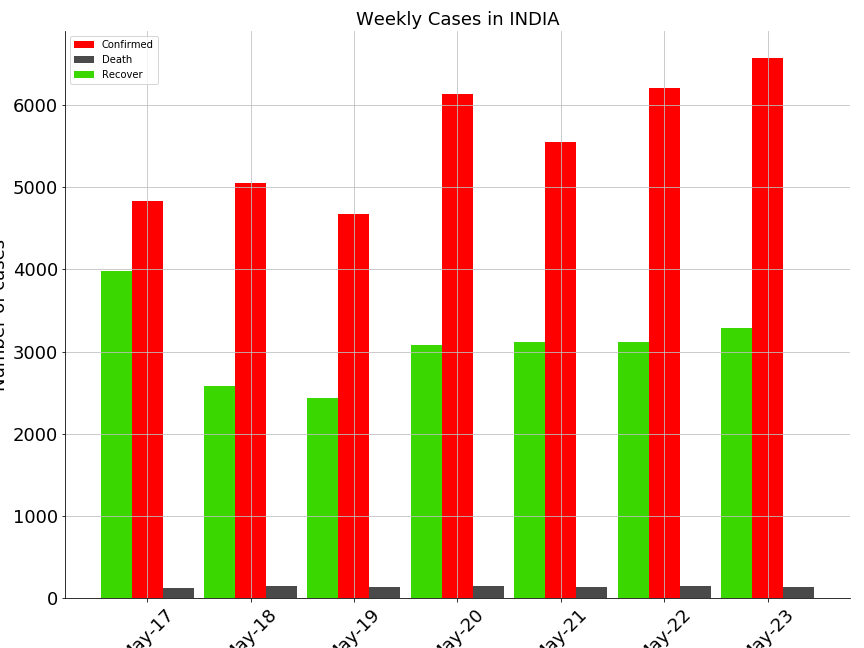 Weekly Cases in INDIA
Confirmed
Death
Recover
6000
5000
4000
3000
2000
1000
0
Number of cases
May-17
May-18
May-19
May-20
May-21
May-22
May-23